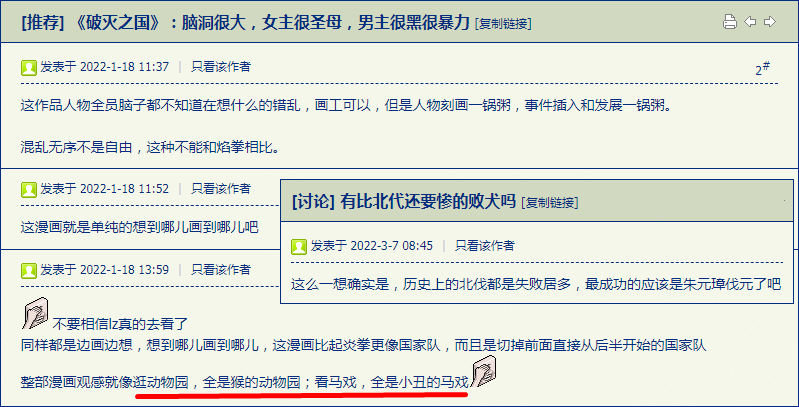 [推荐] 《破灭之国》：脑洞很大，女主很圣母，男主很黑很暴力 [复制链接]
发表于 2022-1-18 11:37 | 只看该作者
2#
这作品人物全员脑子都不知道在想什么的错乱，画工可以，但是人物刻画一锅粥，事件插入和发展一锅粥。
混乱无序不是自由，这种不能和焰拳相比。
发表于 2022-1-18 11:52 | 只看该作者
这漫画就是单纯的想到哪儿画到哪儿吧
发表于 2022-1-18 13:59 | 只看该作者
不要相信lz真的去看了
同样都是边画边想，想到哪儿画到哪儿，这漫画比起炎拳更像国家队，而且是切掉前面直接从后半开始的国家队
整部漫画观感就像逛动物园，全是猴的动物园；看马戏，全是小丑的马戏
[讨论] 有比北代还要惨的败犬吗 [复制链接]
发表于 2022-3-7 08:45 | 只看该作者
这么一想确实是，历史上的北伐都是失败居多，最成功的应该是朱元璋伐元了吧